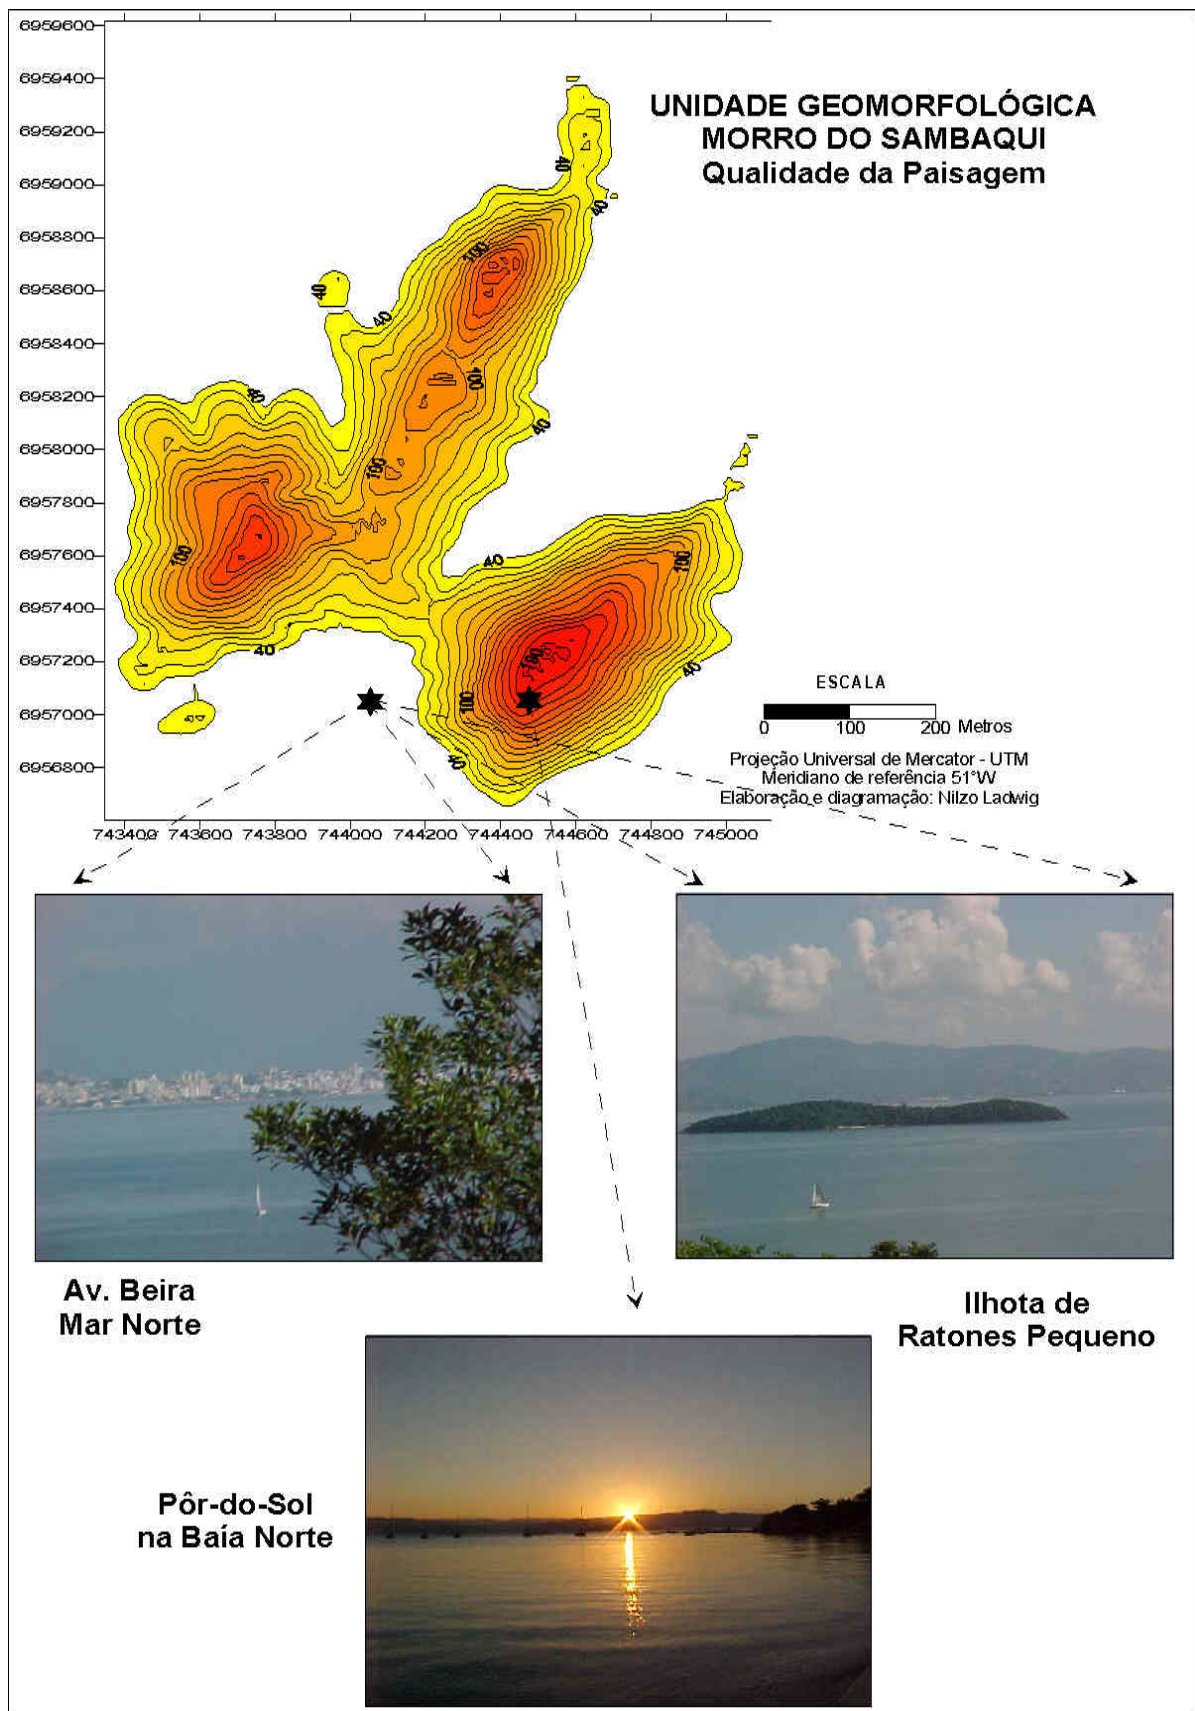 6959600
6959400
6959200
6959000
6958800
6958600
6958400
6958200
6958000
6957800
6957600
6957400
6957200
6957000
6956800
UNIDADE GEOMORFOLÓGICA
MORRO DO SAMBAQUI
Qualidade da Paisagem
40
40
100
40
40
100
40
40
100
100
40
100
40
190
40
100
40
ESCALA
0 100 200 Metros
Projeção Universal de Mercator - UTM
Meridiano de referência 51°W
Elaboração e diagramação: Nilzo Ladwig
743400 743600 743800 744000 744200 744400 744600 744800 745000
Av. Beira
Mar Norte
Ilhota de
Ratones Pequeno
Pôr-do-Sol
na Baía Norte